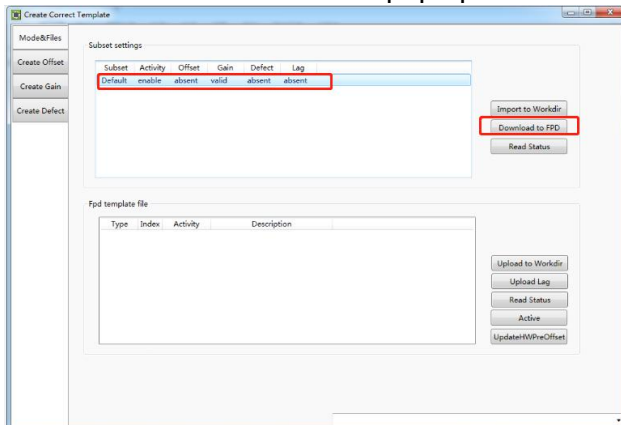 Create Correct Template
Mode&Files
Create Offset
Create Gain
Create Defect
Subset settings
Subset Activity Offset Gain Defect Lag
Default enable absent valid absent absent
Import to Workdir
Download to FPD
Read Status
Fpd template file
Type Index Activity Description
Upload to Workdir
Upload Lag
Read Status
Active
UpdateHWPreOffset